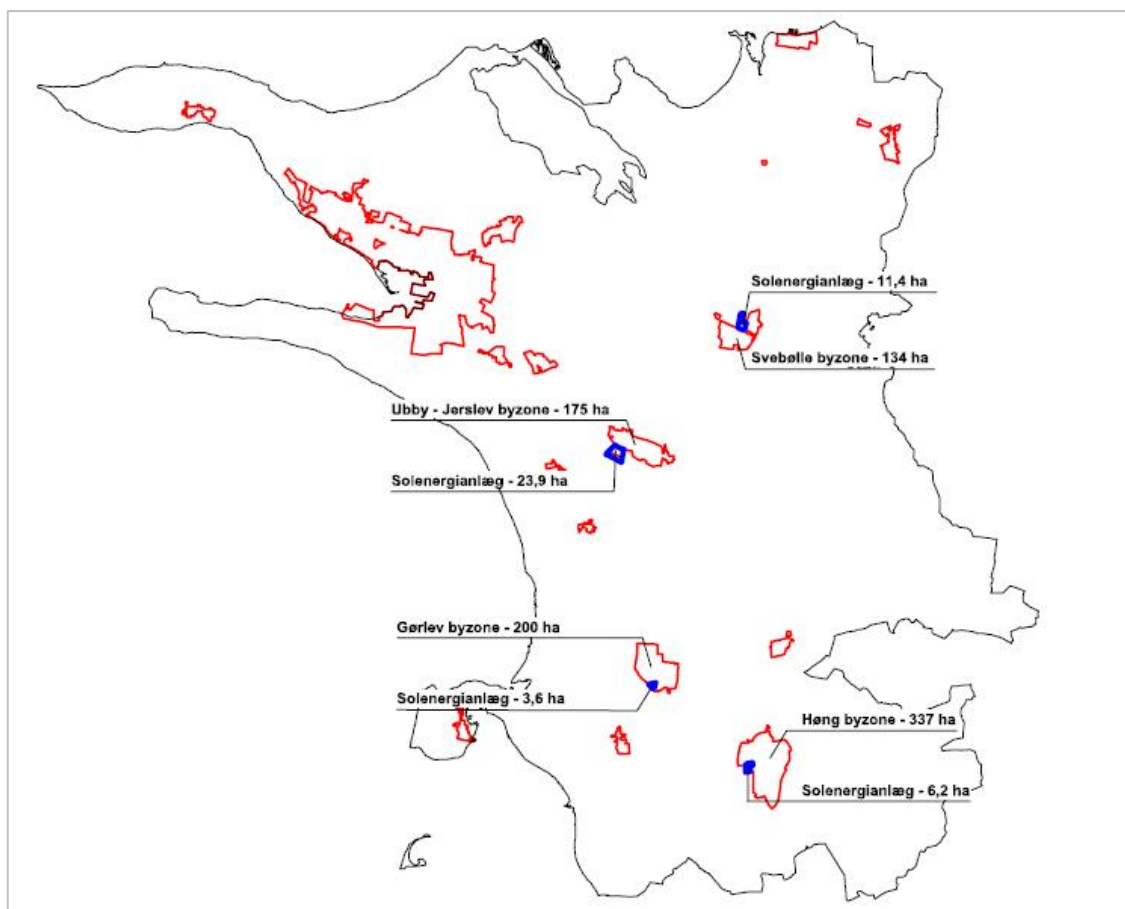 Solenergianlæg - 11,4 ha
Svebølle byzone - 134 ha
Ubby - Jerslev byzone - 175 ha
Solenergianlæg - 23,9 ha
Gørlev byzone - 200 ha
Solenergianlæg - 3,6 ha
Høng byzone - 337 ha
Solenergianlæg - 6,2 ha